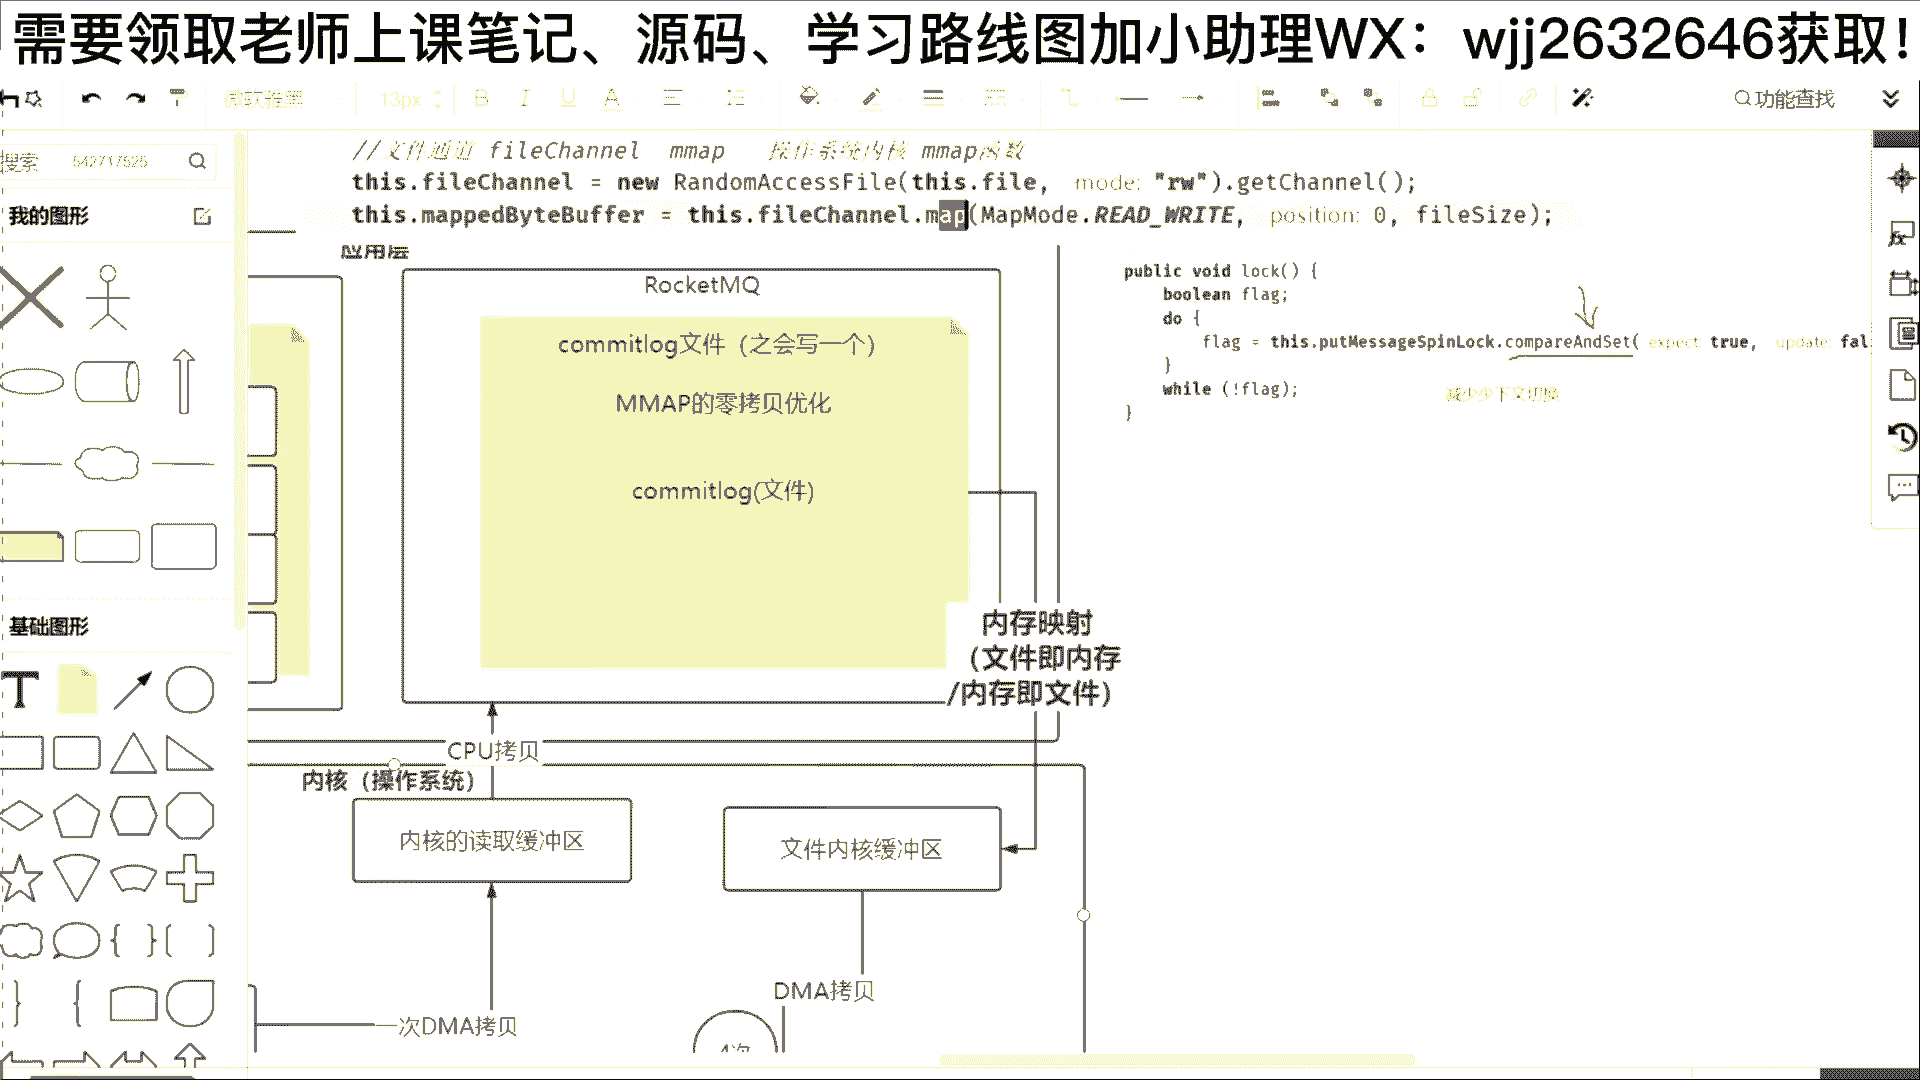 需要领取老师上课笔记、源码、学习路线图加小助理WX：wjj2632646获取！
微软雅黑 13px B I U A
功能查找
搜索 542717525
我的图形
基础图形
//文件通道 fileChannel mmap 操作系统内核 mmap函数
this.fileChannel = new RandomAccessFile(this.file, mode: "rw").getChannel();
this.mappedByteBuffer = this.fileChannel.map(MapMode.READ_WRITE, position: 0, fileSize);
应用层
RocketMQ
commitlog文件（之会写一个）
MMAP的零拷贝优化
commitlog(文件)
public void lock() {
boolean flag;
do {
flag = this.putMessageSpinLock.compareAndSet( expect: true, update: fal
}
while (!flag);
}
减少上下文切换
内存映射
（文件即内存
/内存即文件）
CPU拷贝
内核（操作系统）
内核的读取缓冲区
文件内核缓冲区
DMA拷贝
一次DMA拷贝
4次